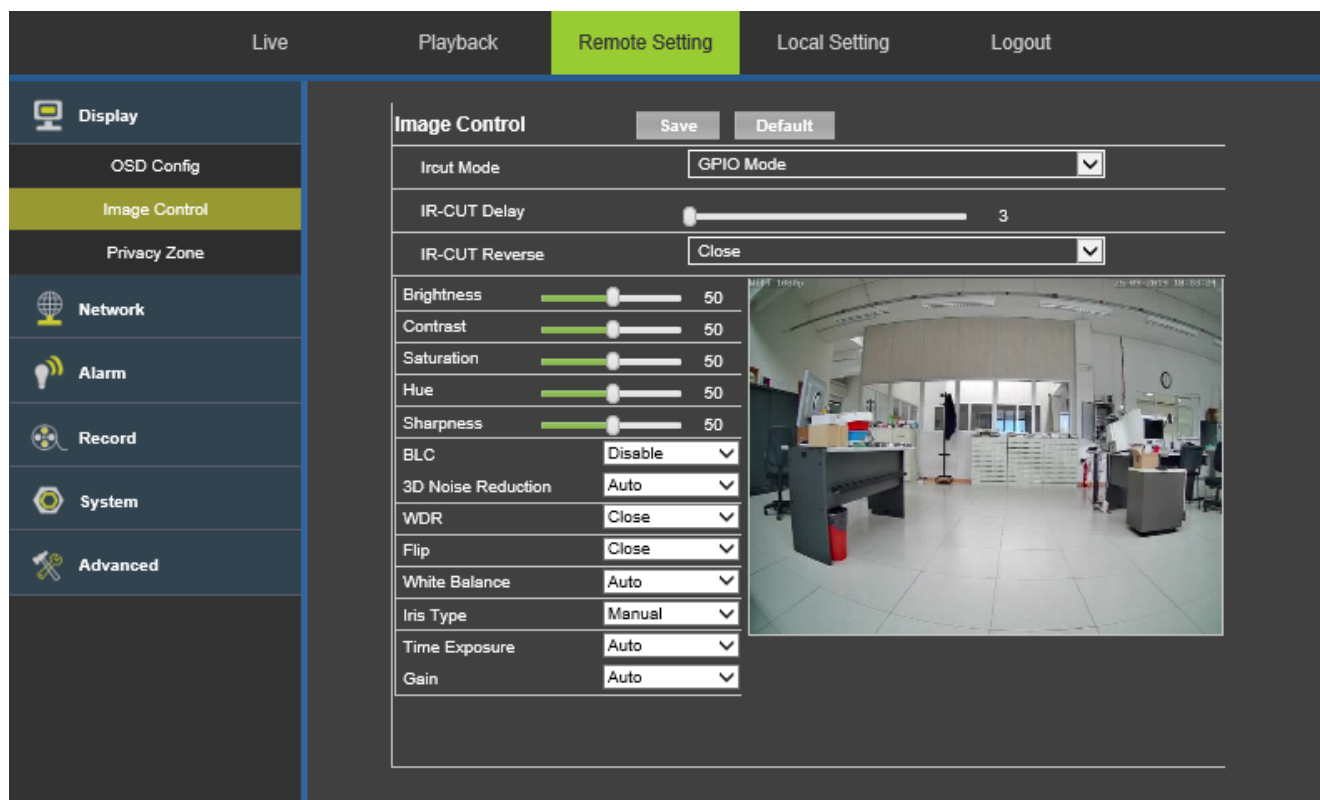 Live Playback Remote Setting Local Setting Logout
Display
OSD Config
Image Control
Privacy Zone
Network
Alarm
Record
System
Advanced
Image Control Save Default
Ircut Mode GPIO Mode
IR-CUT Delay 3
IR-CUT Reverse Close
Brightness 50
Contrast 50
Saturation 50
Hue 50
Sharpness 50
BLC Disable
3D Noise Reduction Auto
WDR Close
Flip Close
White Balance Auto
Iris Type Manual
Time Exposure Auto
Gain Auto
1080p